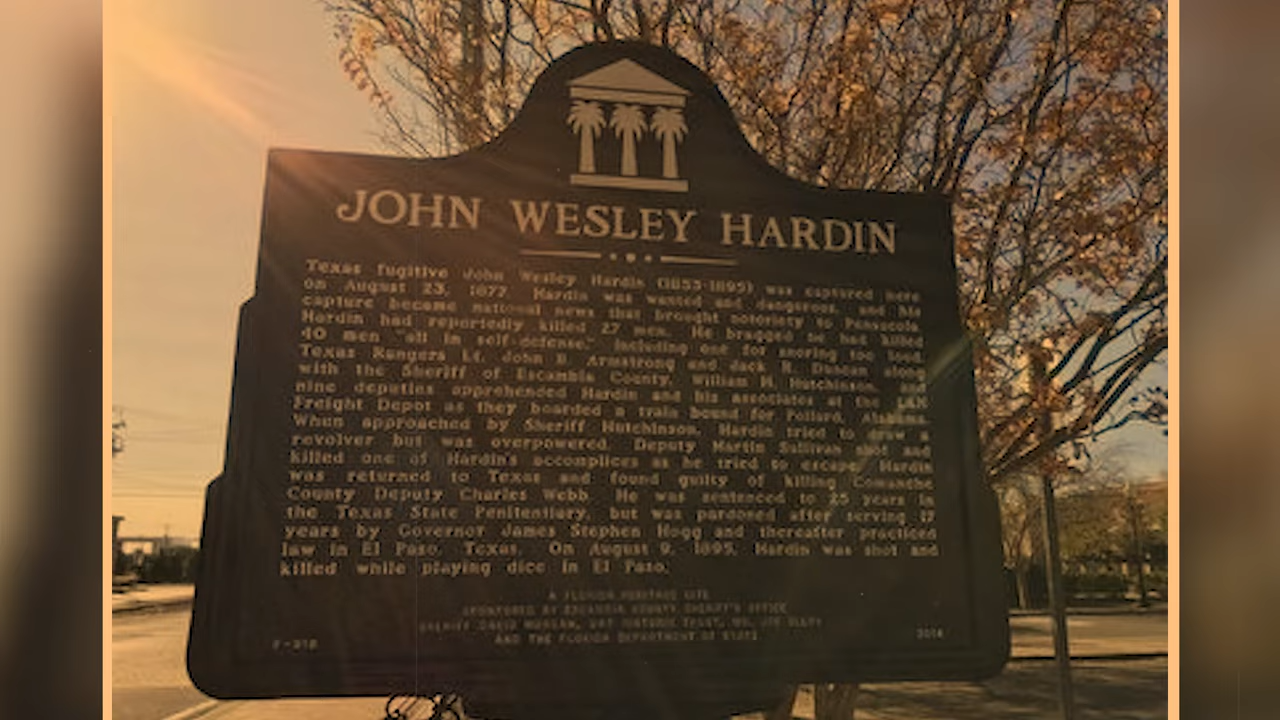 JOHN WESLEY HARDIN
Texas fugitive John Wesley Hardin (1853-1895) was captured here
on August 23, 1877. Hardin was wanted and dangerous, and his
capture became national news that brought notoriety to Pensacola.
Hardin had reportedly killed 27 men. He bragged he had killed
40 men "all in self-defense," including one for snoring too loud.
Texas Rangers Lt. John B. Armstrong and Jack R. Duncan along
with the Sheriff of Escambia County, William H. Hutchinson, and
nine deputies apprehended Hardin and his associates at the L&N
Freight Depot as they boarded a train bound for Pollard, Alabama.
When approached by Sheriff Hutchinson, Hardin tried to draw a
revolver but was overpowered. Deputy Martin Sullivan shot and
killed one of Hardin's accomplices as he tried to escape. Hardin
was returned to Texas and found guilty of killing Comanche
County Deputy Charles Webb. He was sentenced to 25 years in
the Texas State Penitentiary, but was pardoned after serving 17
years by Governor James Stephen Hogg and thereafter practiced
law in El Paso, Texas. On August 9, 1895, Hardin was shot and
killed while playing dice in El Paso.
A FLORIDA HERITAGE SITE
SPONSORED BY ESCAMBIA COUNTY SHERIFF'S OFFICE
SHERIFF DAVID MORGAN, HISTORIC TRUST,
AND THE FLORIDA DEPARTMENT OF STATE
2014